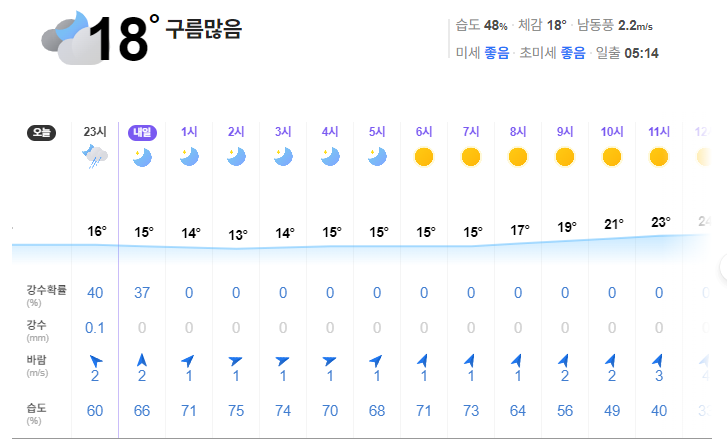 18° 구름많음
습도 48% · 체감 18° · 남동풍 2.2m/s
미세 좋음 · 초미세 좋음 · 일출 05:14
오늘 23시 내일 1시 2시 3시 4시 5시 6시 7시 8시 9시 10시 11시
16° 15° 14° 13° 14° 15° 15° 15° 15° 17° 19° 21° 23° 24
강수확률 (%) 40 37 0 0 0 0 0 0 0 0 0 0 0 0
강수 (mm) 0.1 0 0 0 0 0 0 0 0 0 0 0 0 0
바람 (m/s) 2 2 1 1 1 1 1 1 1 1 2 2 3 4
습도 (%) 60 66 71 75 74 70 68 71 73 64 56 49 40